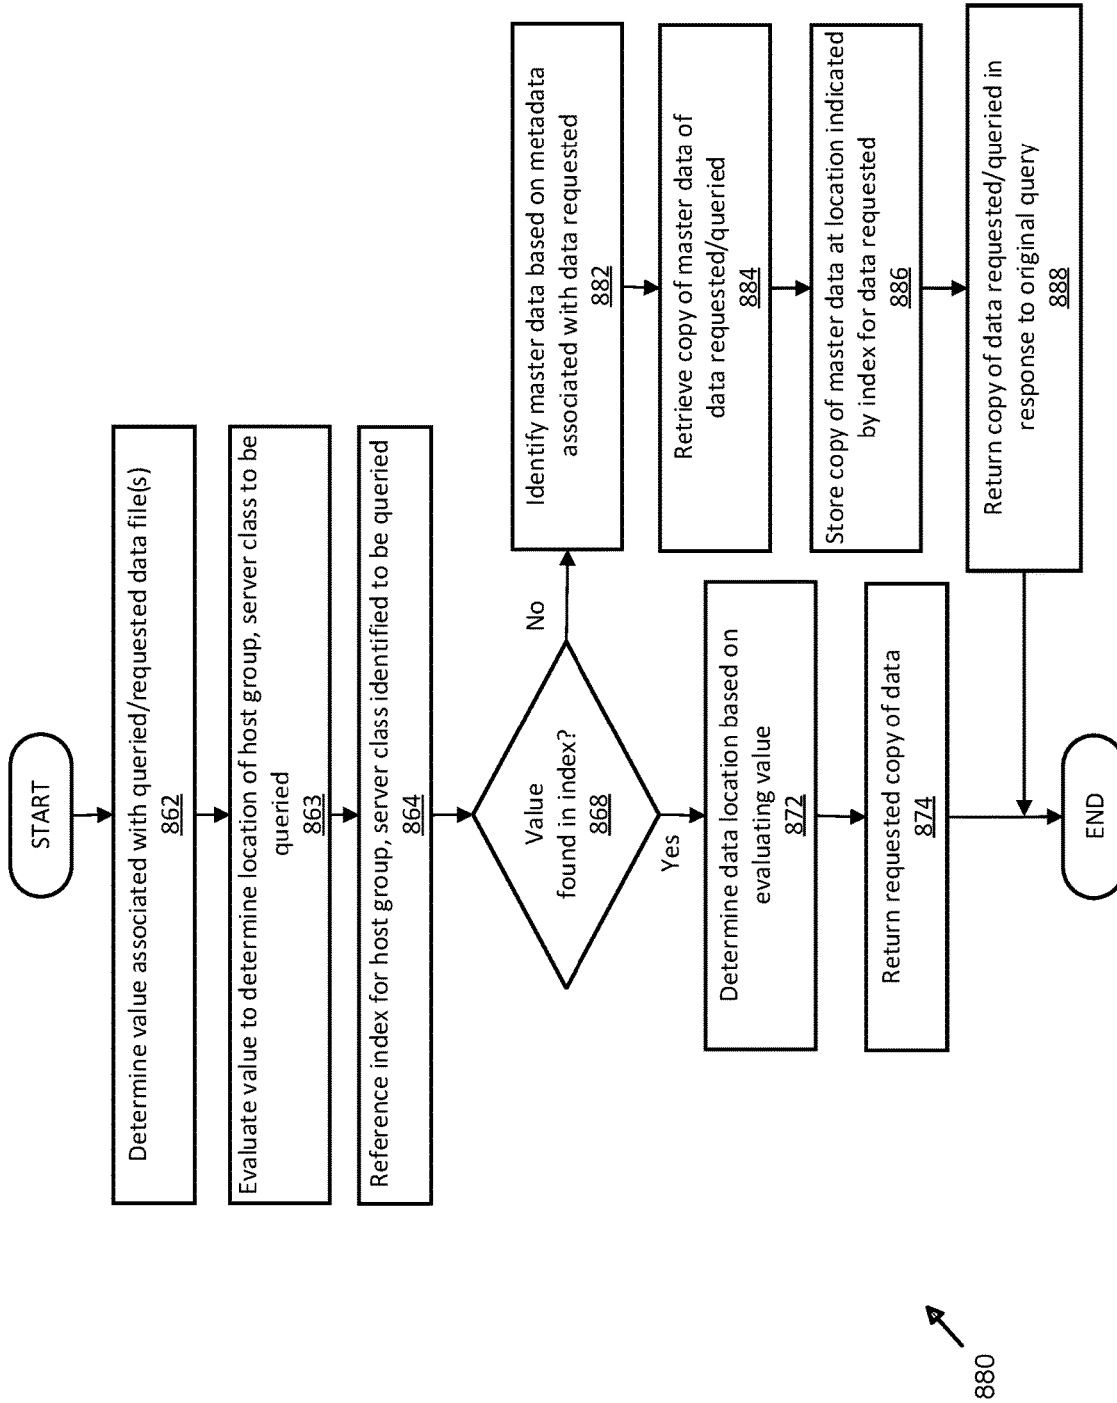 START
Determine value associated with queried/requested data file(s)
862
Evaluate value to determine location of host group, server class to be
queried
863
Reference index for host group, server class identified to be queried
864
Value
found in index?
868
Yes
No
Determine data location based on
evaluating value
872
Return requested copy of data
874
Identify master data based on metadata
associated with data requested
882
Retrieve copy of master data of
data requested/queried
884
Store copy of master data at location indicated
by index for data requested
886
Return copy of data requested/queried in
response to original query
888
END
880